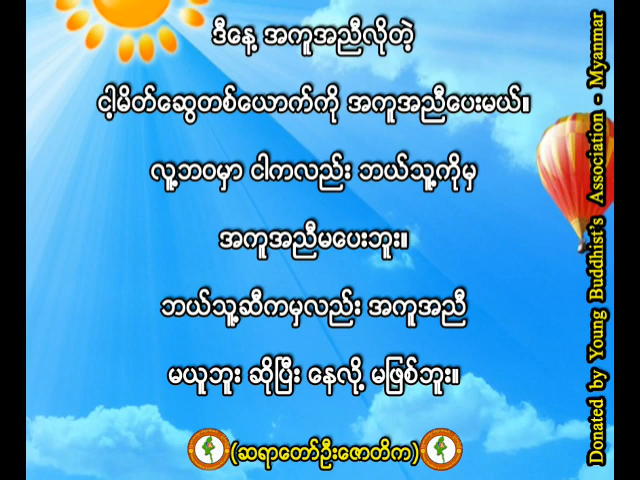 ဒီနေ့ အကူအညီလိုတဲ့
ငါ့မိတ်ဆွေတစ်ယောက်ကို အကူအညီပေးမယ်။
လူ့ဘဝမှာ ငါကလည်း ဘယ်သူ့ကိုမှ
အကူအညီမပေးဘူး။
ဘယ်သူ့ဆီကမှလည်း အကူအညီ
မယူဘူး ဆိုပြီး နေလို့ မဖြစ်ဘူး။
(ဆရာတော်ဦးဇောတိက)
Donated by Young Buddhist's Association - Myanmar